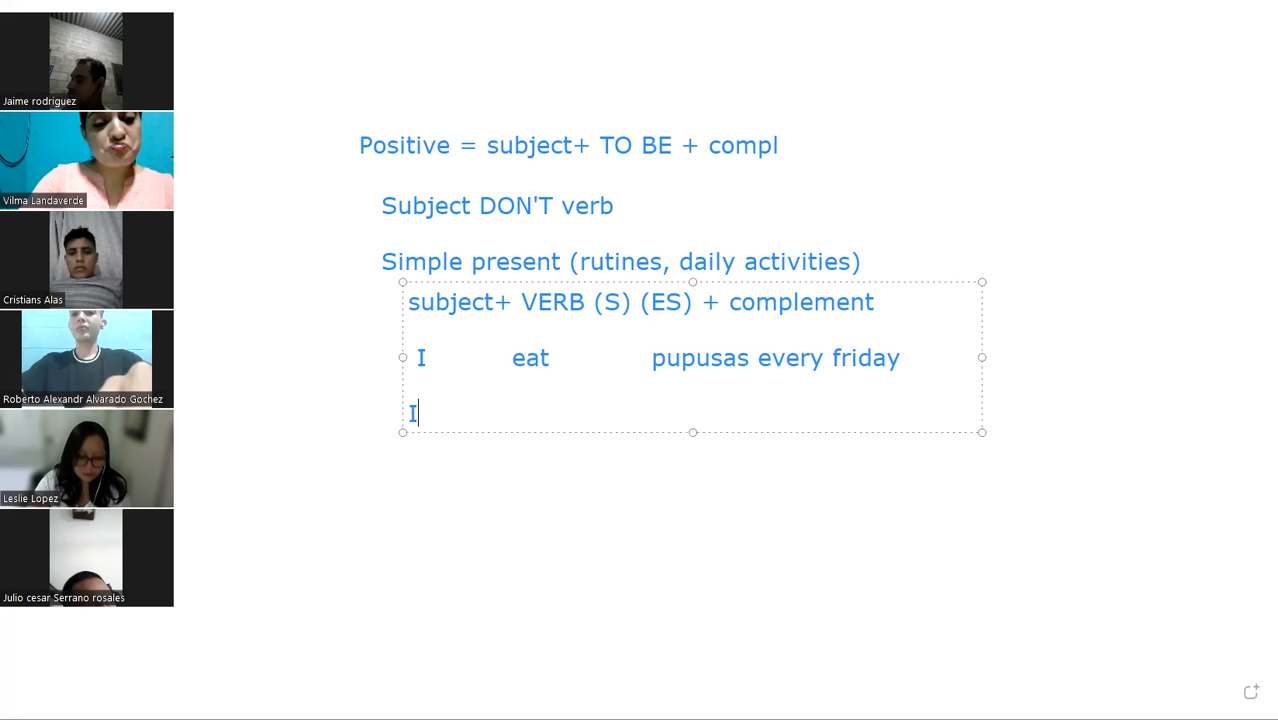 Jaime rodriguez
Vilma Landaverde
Cristians Alas
Roberto Alexandr Alvarado Gochez
Leslie Lopez
Julio cesar Serrano rosales
Positive = subject+ TO BE + compl
Subject DON'T verb
Simple present (rutines, daily activities)
subject+ VERB (S) (ES) + complement
I eat pupusas every friday
I